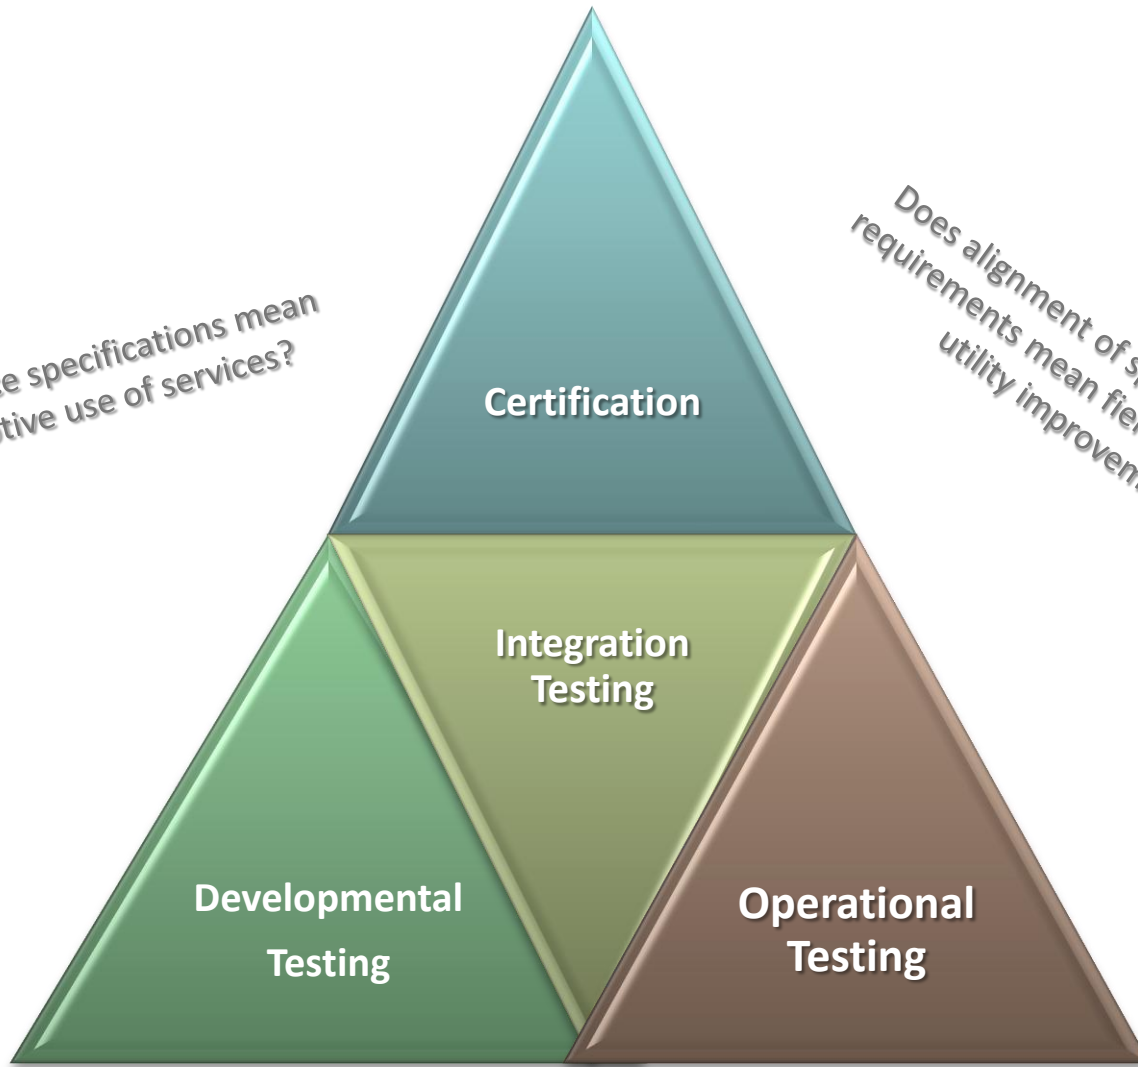 specifications mean
use of services?
Does alignment of
requirements mean
utility
Certification
Integration
Testing
Developmental
Testing
Operational
Testing